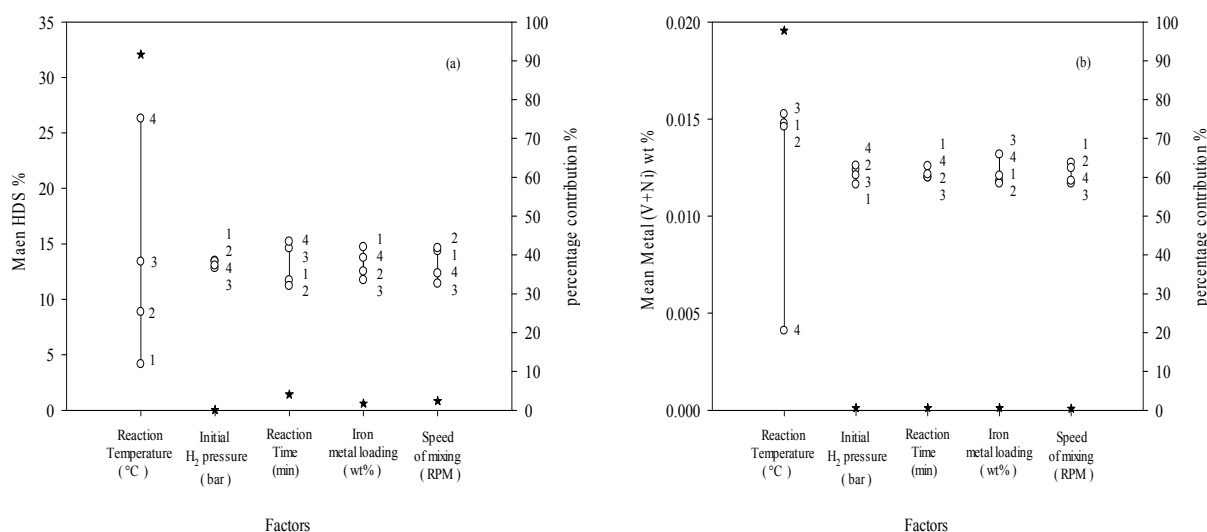 35
30
25
20
15
10
5
0
Maen HDS %
4
3
2
1
1
2
4
3
4
3
1
2
1
4
2
3
2
1
4
3
(a)
100
90
80
70
60
50
40
30
20
10
0
percentage contribution %
Reaction
Temperature
( °C )
Initial
H2 pressure
( bar )
Reaction
Time
(min)
Iron
metal loading
( wt% )
Speed
of mixing
( RPM )
Factors
0.020
0.015
0.010
0.005
0.000
Mean Metal (V+Ni) wt %
3
1
2
4
4
2
3
1
1
4
2
3
3
4
1
2
1
2
4
3
(b)
100
90
80
70
60
50
40
30
20
10
0
percentage contribution %
Reaction
Temperature
( °C )
Initial
H2 pressure
( bar )
Reaction
Time
(min)
Iron
metal loading
( wt% )
Speed
of mixing
( RPM )
Factors